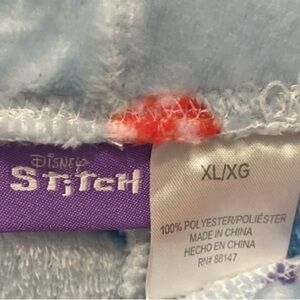 DISNEY
STITCH
XL/XG
100% POLYESTER/POLIÉSTER
MADE IN CHINA
HECHO EN CHINA
RN# 88147